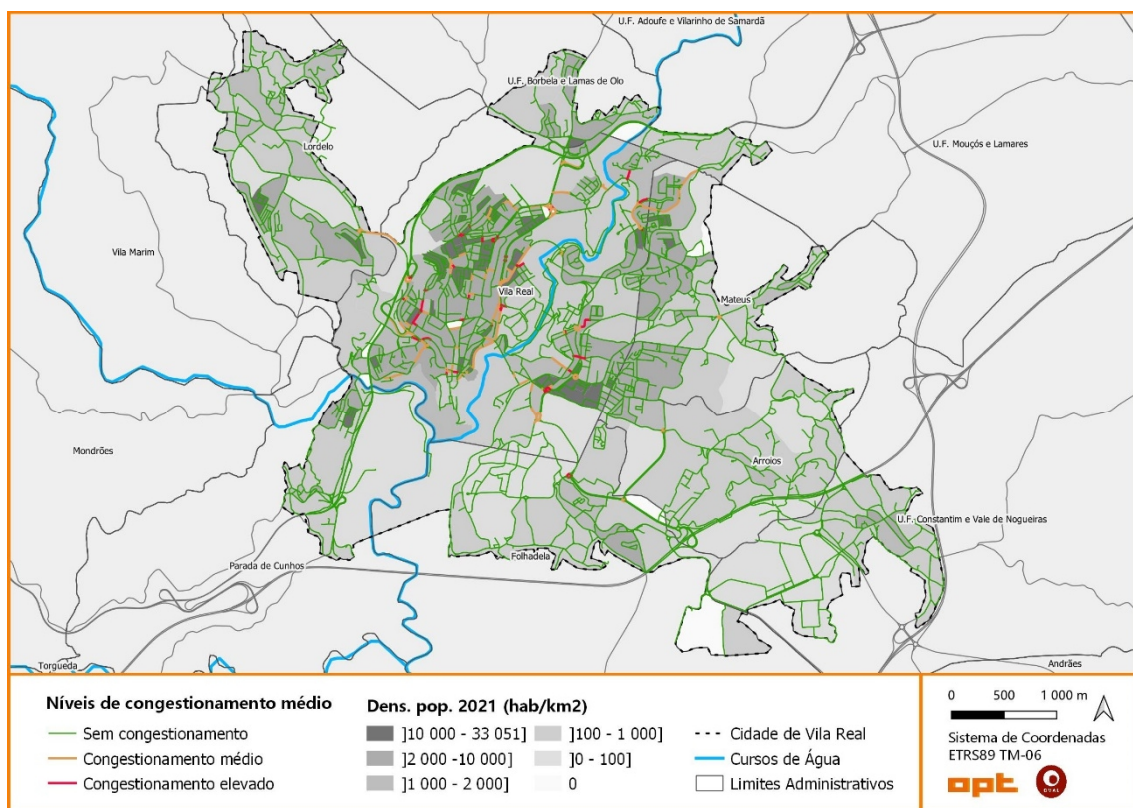 U.F. Adoufe e Vilarinho de Samardã
U.F. Borbela e Lamas de Olo
U.F. Mouçós e Lamares
Lordelo
Vila Marim
Vila Real
Mateus
Mondrões
Arroios
U.F. Constantim e Vale de Nogueiras
Folhadela
Parada de Cunhos
Torgueda
Andrães
Níveis de congestionamento médio
Sem congestionamento
Congestionamento médio
Congestionamento elevado
Dens. pop. 2021 (hab/km2)
]10 000 - 33 051]
]2 000 -10 000]
]1 000 - 2 000]
]100 - 1 000]
]0 - 100]
0
Cidade de Vila Real
Cursos de Água
Limites Administrativos
0 500 1 000 m
Sistema de Coordenadas
ETRS89 TM-06
opt